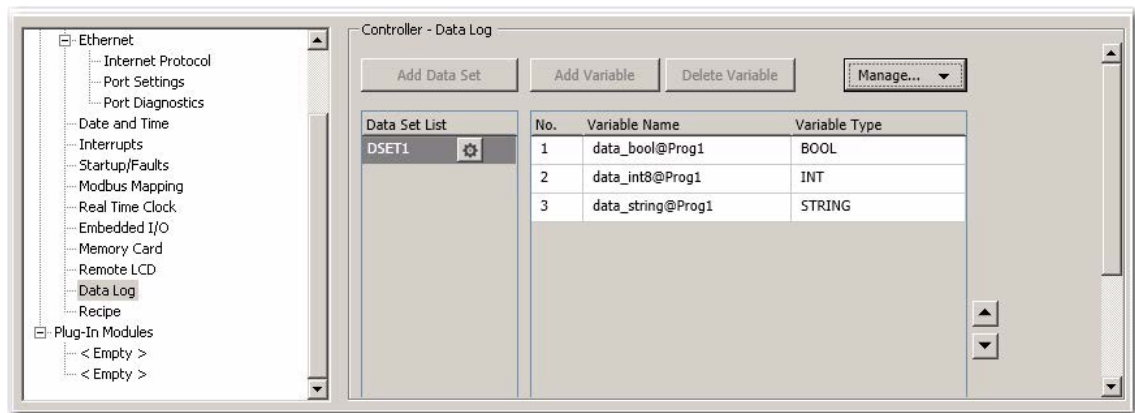 Ethernet
Internet Protocol
Port Settings
Port Diagnostics
Date and Time
Interrupts
Startup/Faults
Modbus Mapping
Real Time Clock
Embedded I/O
Memory Card
Remote LCD
Data Log
Recipe
Plug-In Modules
< Empty >
< Empty >
Controller - Data Log
Add Data Set Add Variable Delete Variable Manage...
Data Set List
DSET1
No. Variable Name Variable Type
1 data_bool@Prog1 BOOL
2 data_int8@Prog1 INT
3 data_string@Prog1 STRING